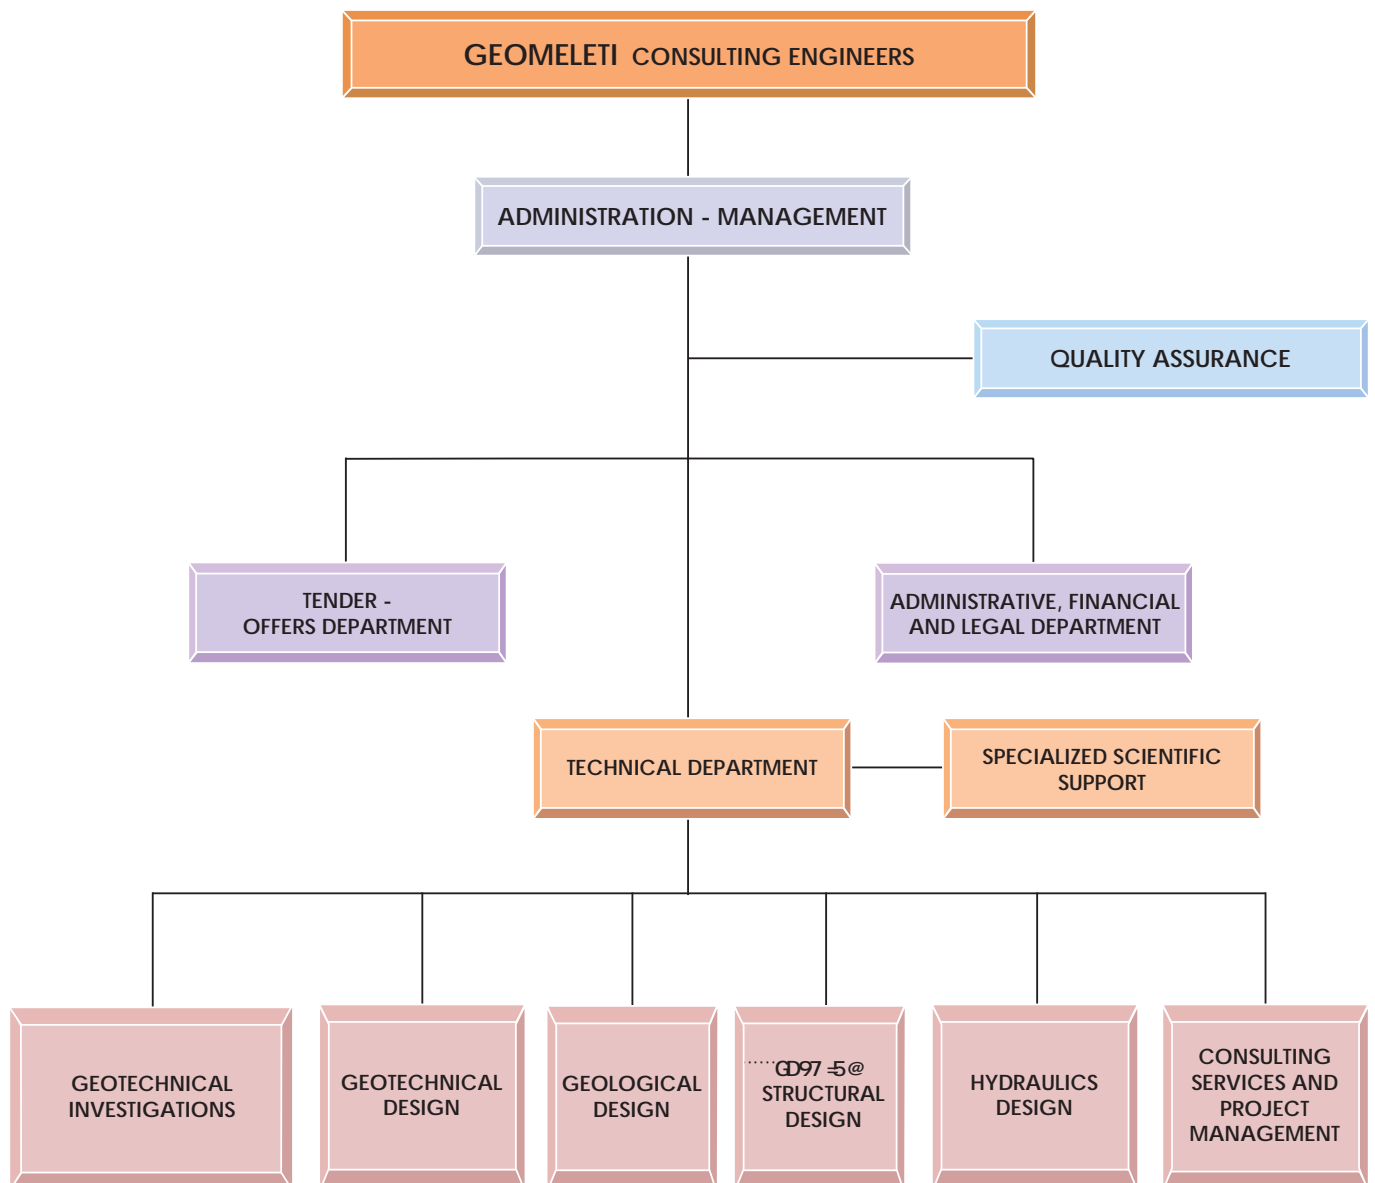 GEOMELETI CONSULTING ENGINEERS
ADMINISTRATION - MANAGEMENT
QUALITY ASSURANCE
TENDER -
OFFERS DEPARTMENT
ADMINISTRATIVE, FINANCIAL
AND LEGAL DEPARTMENT
TECHNICAL DEPARTMENT
SPECIALIZED SCIENTIFIC
SUPPORT
GEOTECHNICAL
INVESTIGATIONS
GEOTECHNICAL
DESIGN
GEOLOGICAL
DESIGN
STRUCTURAL
DESIGN
HYDRAULICS
DESIGN
CONSULTING
SERVICES AND
PROJECT
MANAGEMENT